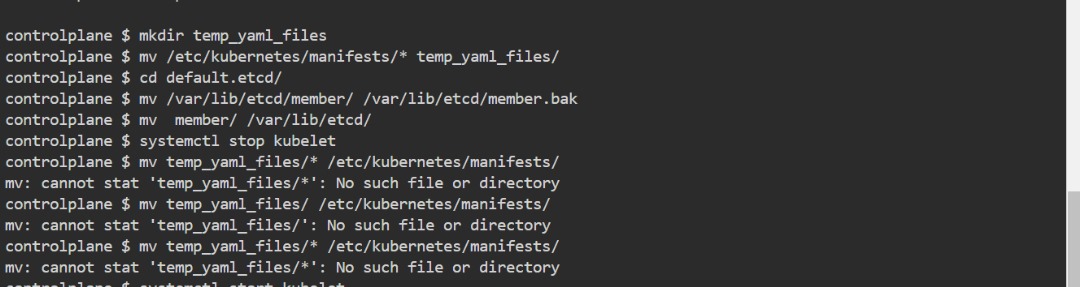 controlplane $ mkdir temp_yaml_files
controlplane $ mv /etc/kubernetes/manifests/* temp_yaml_files/
controlplane $ cd default.etcd/
controlplane $ mv /var/lib/etcd/member/ /var/lib/etcd/member.bak
controlplane $ mv  member/ /var/lib/etcd/
controlplane $ systemctl stop kubelet
controlplane $ mv temp_yaml_files/* /etc/kubernetes/manifests/
mv: cannot stat 'temp_yaml_files/*': No such file or directory
controlplane $ mv temp_yaml_files/ /etc/kubernetes/manifests/
mv: cannot stat 'temp_yaml_files/': No such file or directory
controlplane $ mv temp_yaml_files/* /etc/kubernetes/manifests/
mv: cannot stat 'temp_yaml_files/*': No such file or directory
controlplane $ systemctl start kubelet